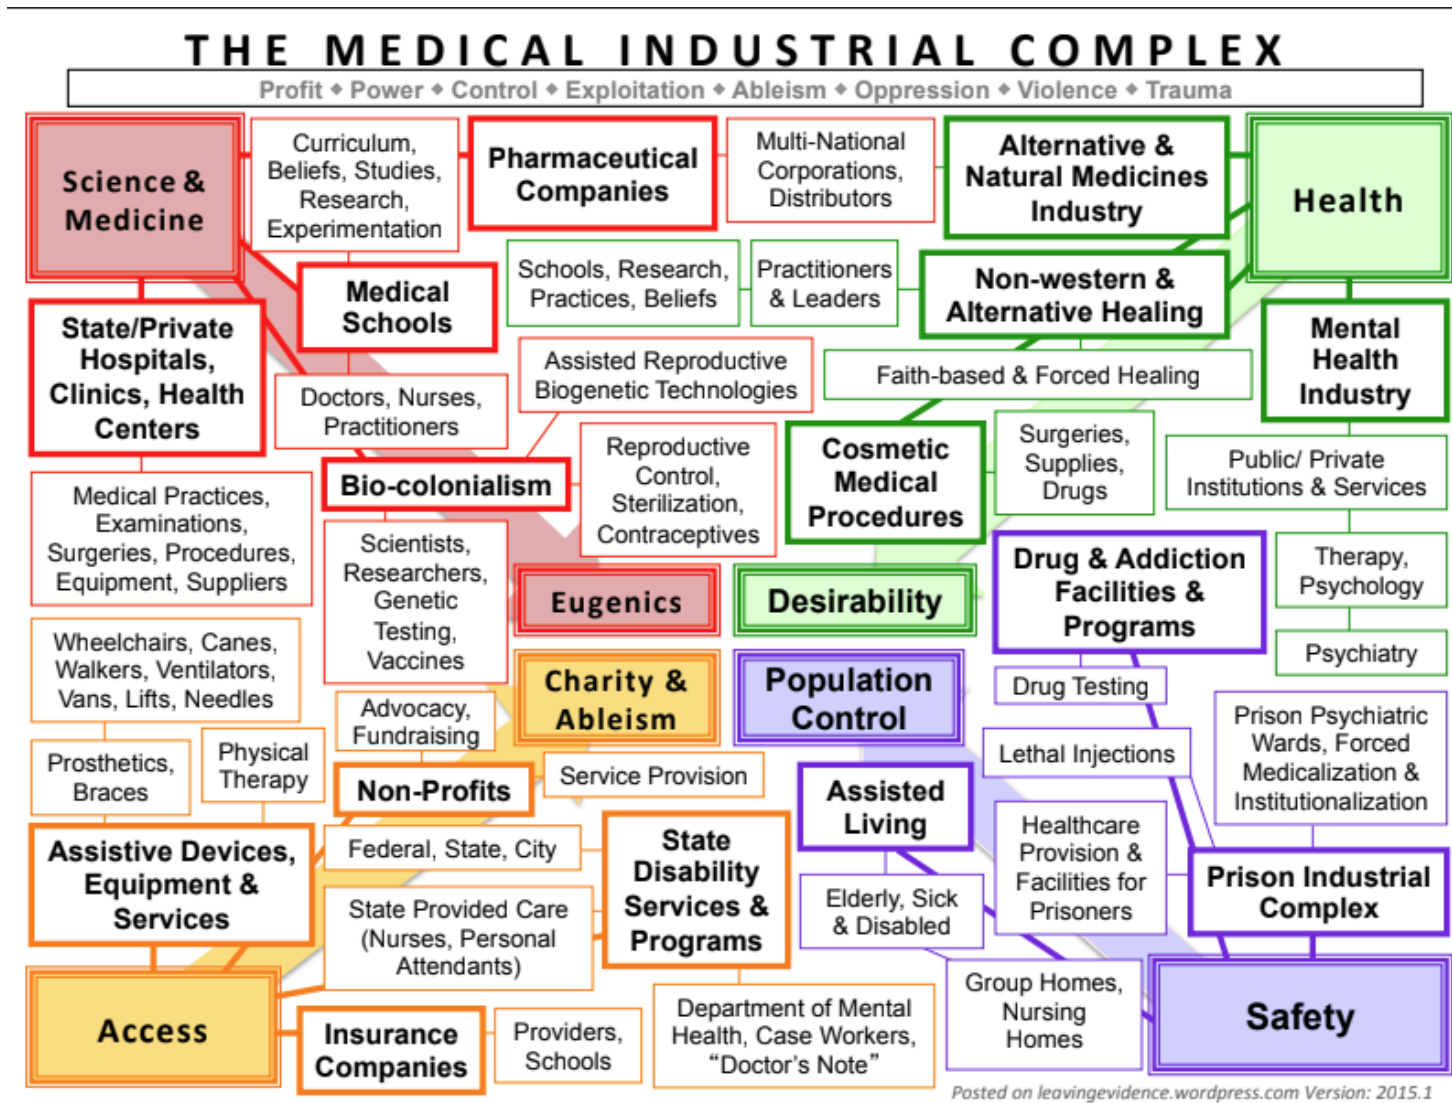 THE MEDICAL INDUSTRIAL COMPLEX
Profit ◆ Power ◆ Control ◆ Exploitation ◆ Ableism ◆ Oppression ◆ Violence ◆ Trauma
Science &
Medicine
Curriculum,
Beliefs, Studies,
Research,
Experimentation
Pharmaceutical
Companies
Multi-National
Corporations,
Distributors
Alternative &
Natural Medicines
Industry
Health
Medical
Schools
Schools, Research,
Practices, Beliefs
Practitioners
& Leaders
Non-western &
Alternative Healing
State/Private
Hospitals,
Clinics, Health
Centers
Doctors, Nurses,
Practitioners
Assisted Reproductive
Biogenetic Technologies
Faith-based & Forced Healing
Mental
Health
Industry
Bio-colonialism
Reproductive
Control,
Sterilization,
Contraceptives
Cosmetic
Medical
Procedures
Surgeries,
Supplies,
Drugs
Public/ Private
Institutions & Services
Medical Practices,
Examinations,
Surgeries, Procedures,
Equipment, Suppliers
Scientists,
Researchers,
Genetic
Testing,
Vaccines
Eugenics
Desirability
Drug & Addiction
Facilities &
Programs
Therapy,
Psychology
Psychiatry
Wheelchairs, Canes,
Walkers, Ventilators,
Vans, Lifts, Needles
Charity &
Ableism
Population
Control
Drug Testing
Prosthetics,
Braces
Physical
Therapy
Advocacy,
Fundraising
Non-Profits
Service Provision
Assisted
Living
Lethal Injections
Prison Psychiatric
Wards, Forced
Medicalization &
Institutionalization
Assistive Devices,
Equipment &
Services
Federal, State, City
State
Disability
Services &
Programs
Healthcare
Provision &
Facilities for
Prisoners
Prison Industrial
Complex
State Provided Care
(Nurses, Personal
Attendants)
Elderly, Sick
& Disabled
Access
Insurance
Companies
Providers,
Schools
Department of Mental
Health, Case Workers,
“Doctor’s Note”
Group Homes,
Nursing
Homes
Safety
Posted on leavingevidence.wordpress.com Version: 2015.1